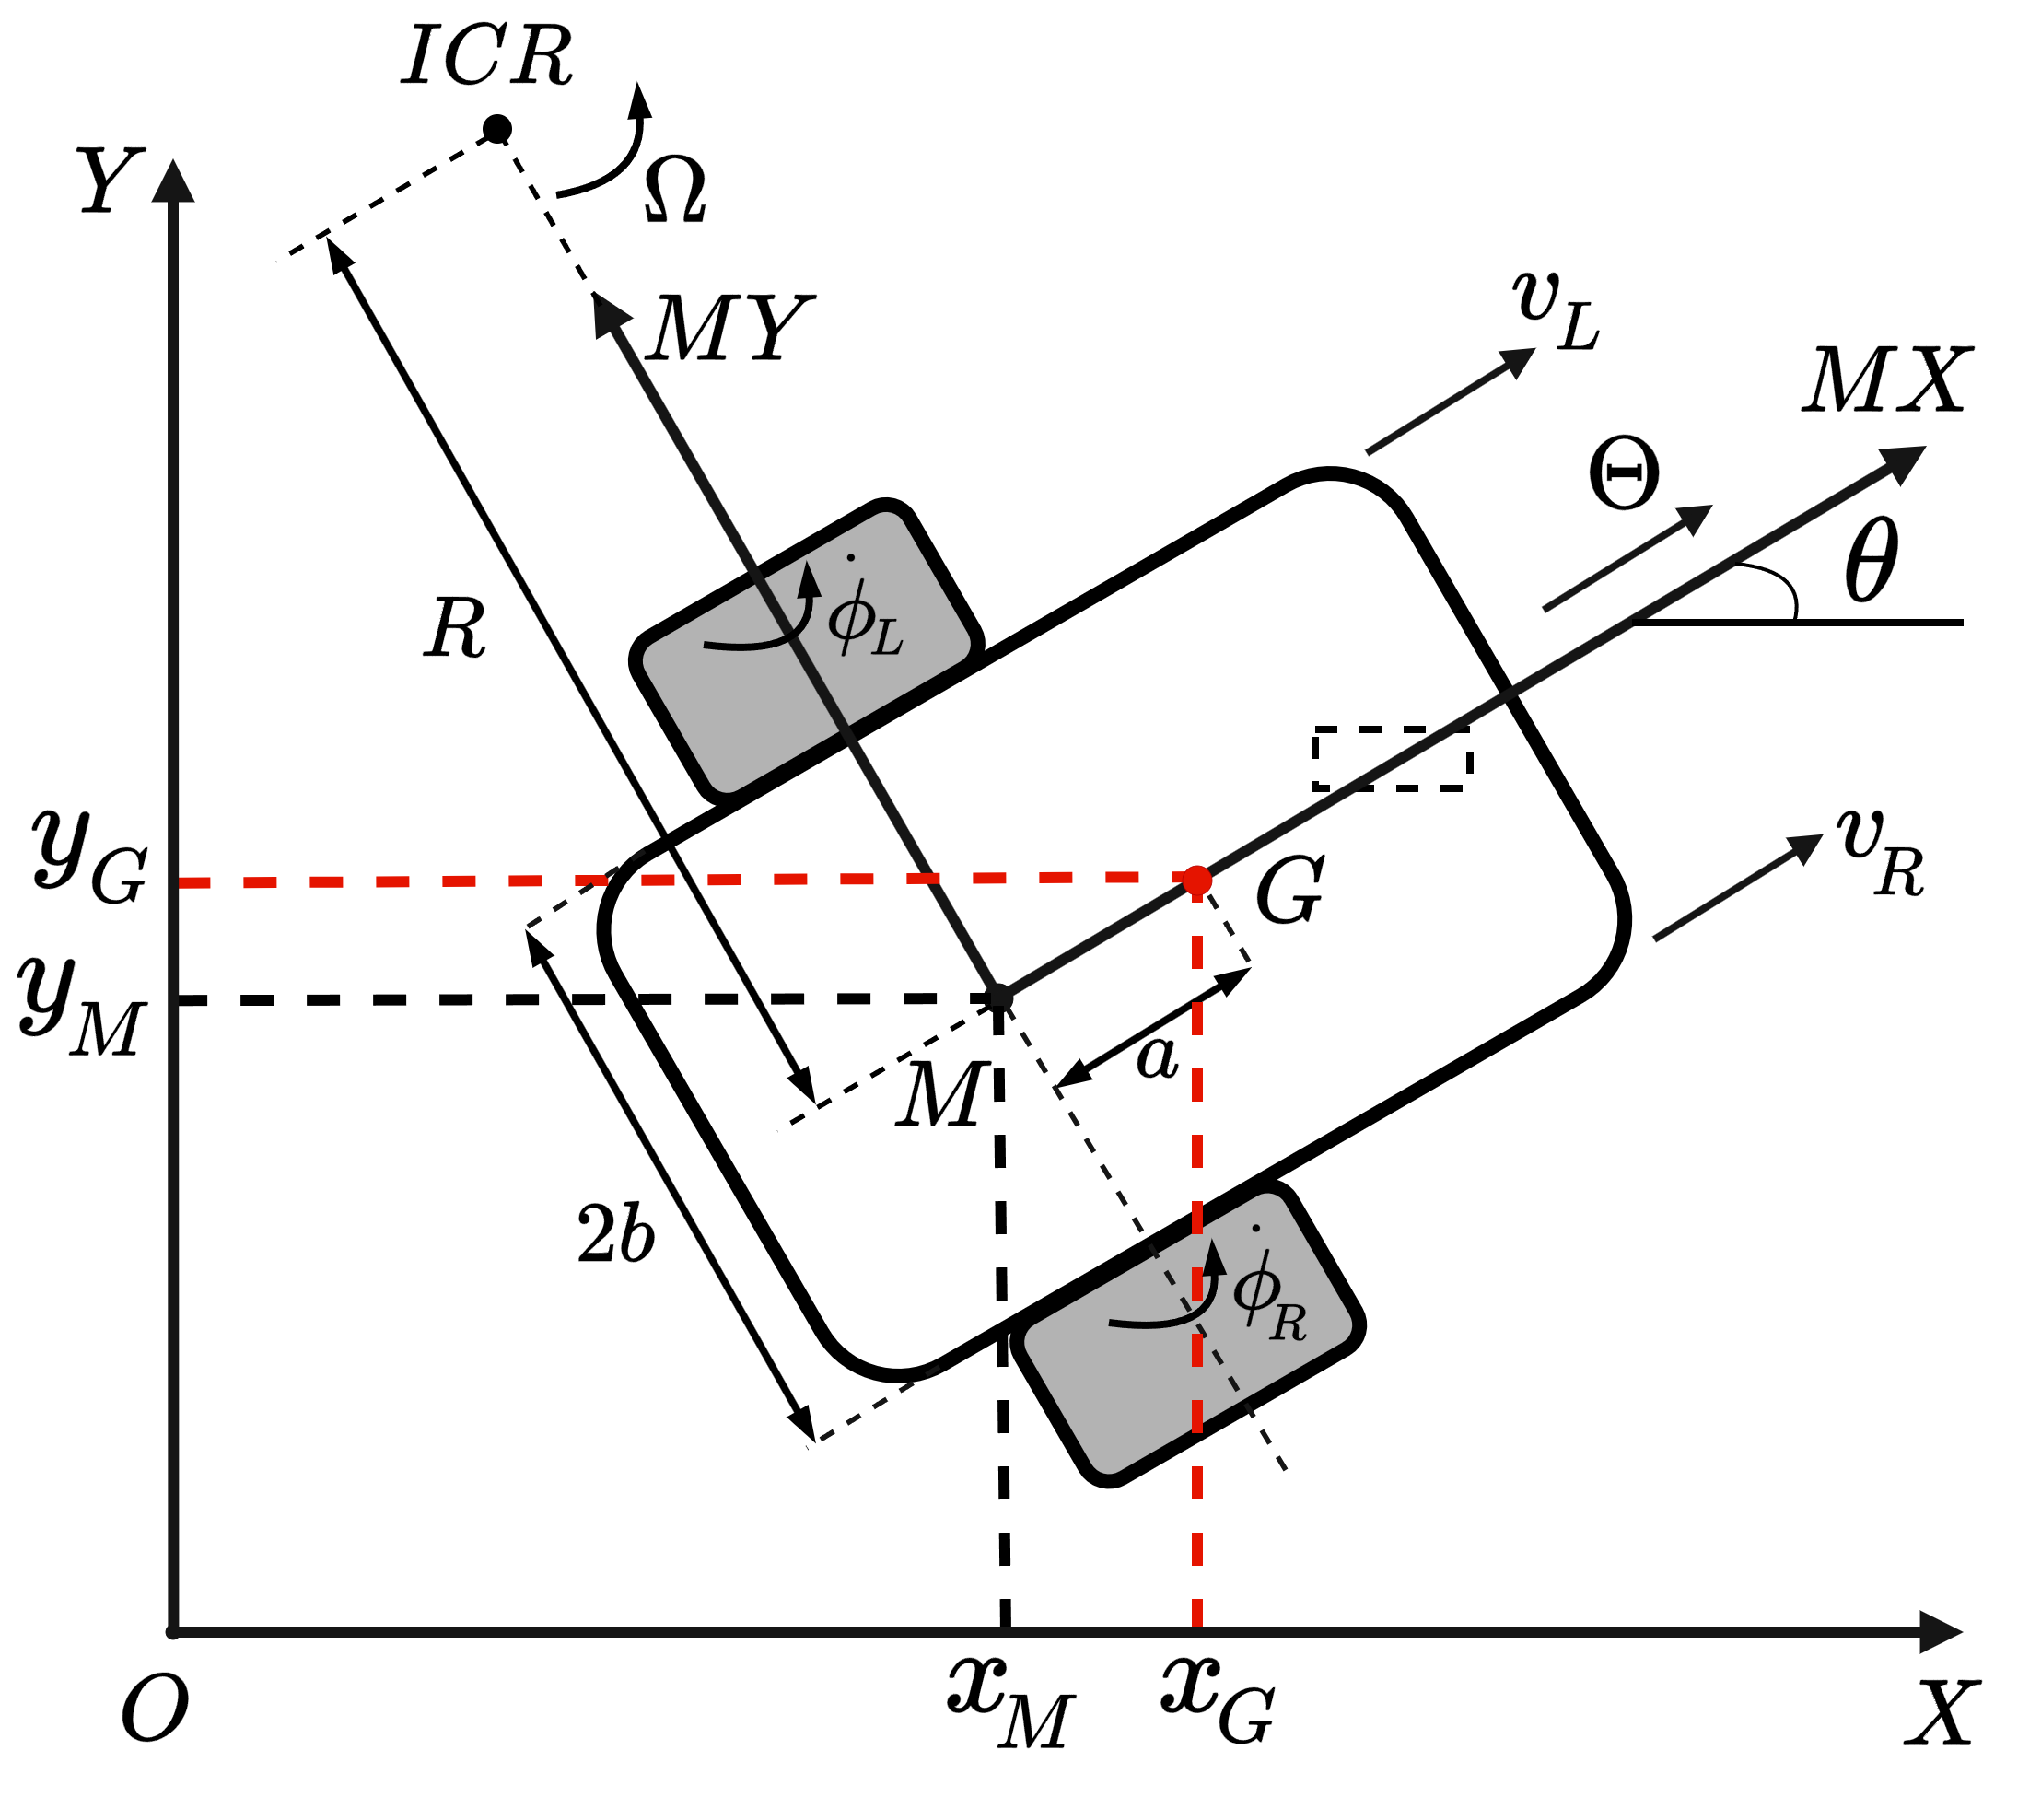 ICR
Y
Ω
MY
v_L
MX
Θ
θ
R
ϕ̇_L
y_G
v_R
G
y_M
a
M
2b
ϕ̇_R
O
x_M
x_G
X